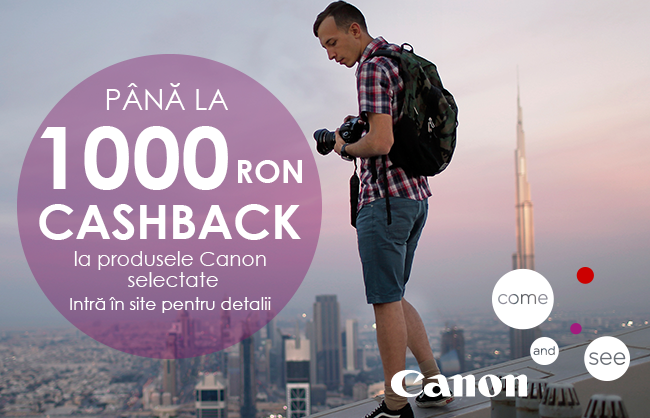 PÂNĂ LA
1000 RON
CASHBACK
la produsele Canon
selectate
Intră în site pentru detalii
come
and
see
Canon